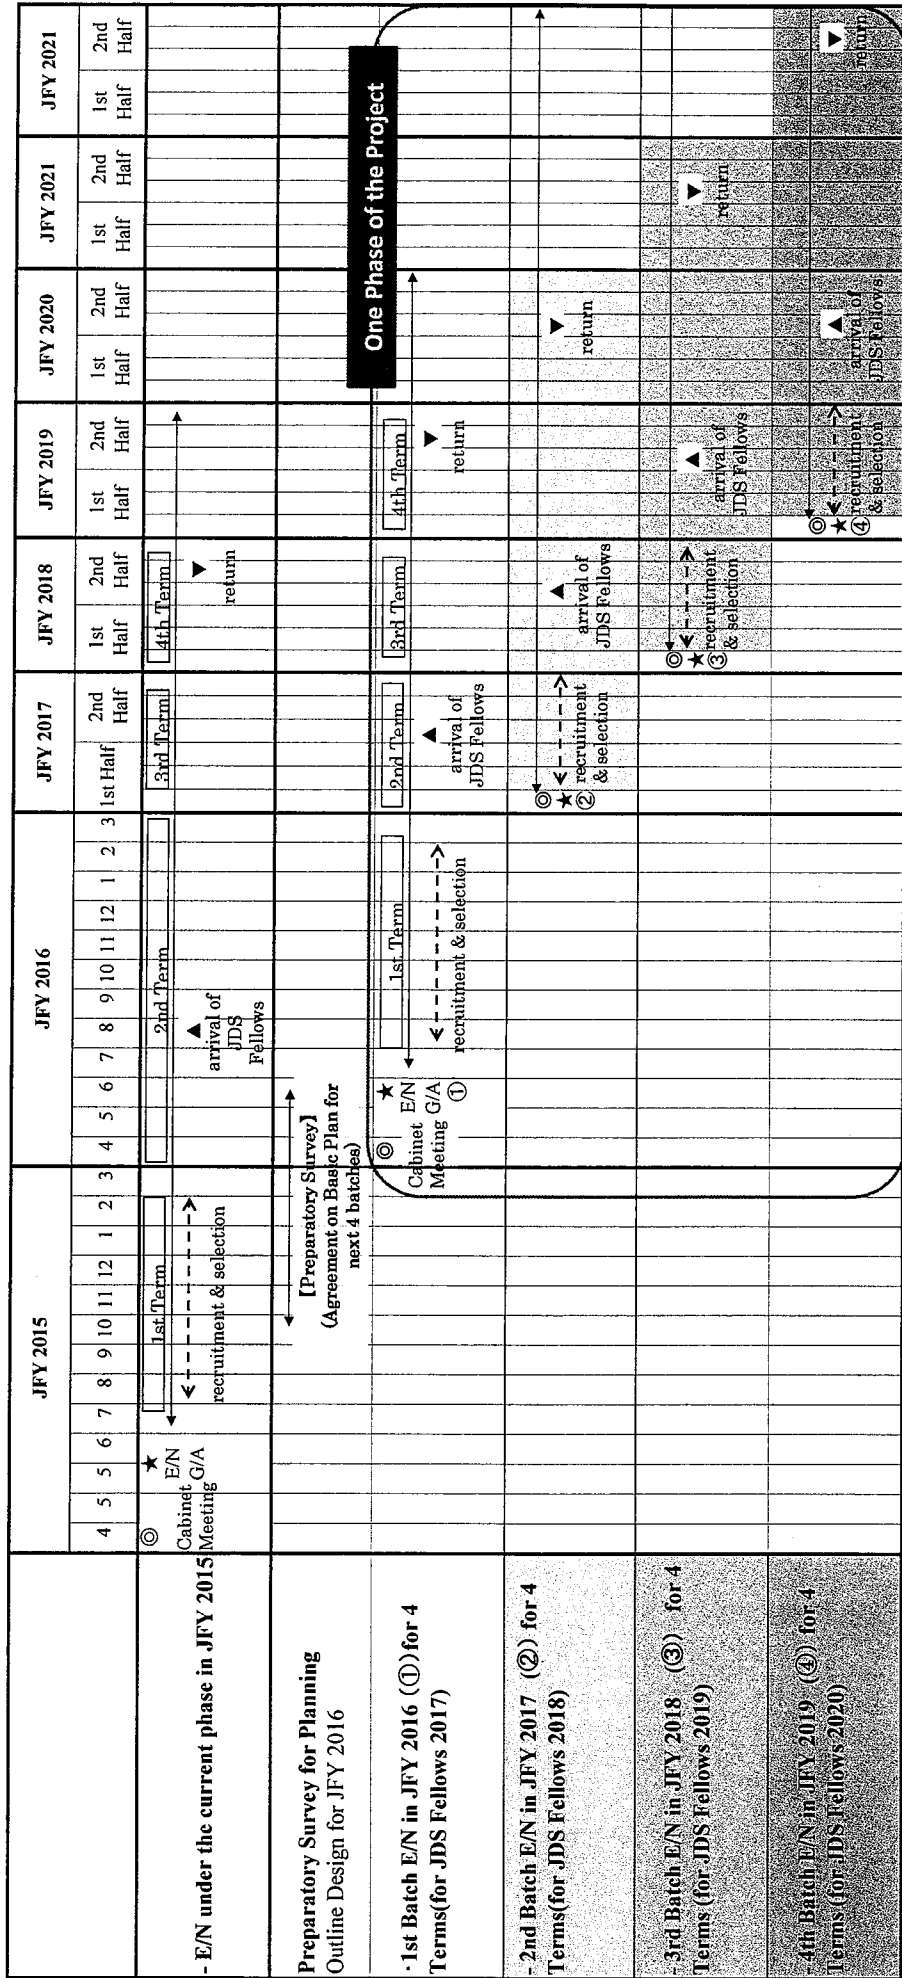 JFY 2015
JFY 2016
JFY 2017
JFY 2018
JFY 2019
JFY 2020
JFY 2021
JFY 2021
4 5 5 6 7 8 9 10 11 12 1 2 3
4 5 6 7 8 9 10 11 12 1 2 3
1st Half
2nd
Half
1st
Half
2nd
Half
1st
Half
2nd
Half
1st
Half
2nd
Half
1st
Half
2nd
Half
1st
Half
2nd
Half
- E/N under the current phase in JFY 2015
◎
Cabinet
Meeting
★
E/N
G/A
1st Term
recruitment & selection
2nd Term
▲
arrival of
JDS
Fellows
3rd Term
4th Term
▼
return
Preparatory Survey for Planning
Outline Design for JFY 2016
【Preparatory Survey】
(Agreement on Basic Plan for
next 4 batches)
One Phase of the Project
·1st Batch E/N in JFY 2016 (①)for 4
Terms(for JDS Fellows 2017)
◎
Cabinet
Meeting
★
E/N
G/A
①
1st Term
recruitment & selection
2nd Term
▲
arrival of
JDS Fellows
3rd Term
4th Term
▼
return
- 2nd Batch E/N in JFY 2017 (②) for 4
Terms(for JDS Fellows 2018)
◎
★
② recruitment
& selection
▲
arrival of
JDS Fellows
▼
return
- 3rd Batch E/N in JFY 2018 (③) for 4
Terms (for JDS Fellows 2019)
◎
★
③ recruitment
& selection
▲
arrival of
JDS Fellows
▼
return
- 4th Batch E/N in JFY 2019 (④) for 4
Terms(for JDS Fellows 2020)
◎
★
④ recruitment
& selection
▲
arrival of
JDS Fellows
▼
return